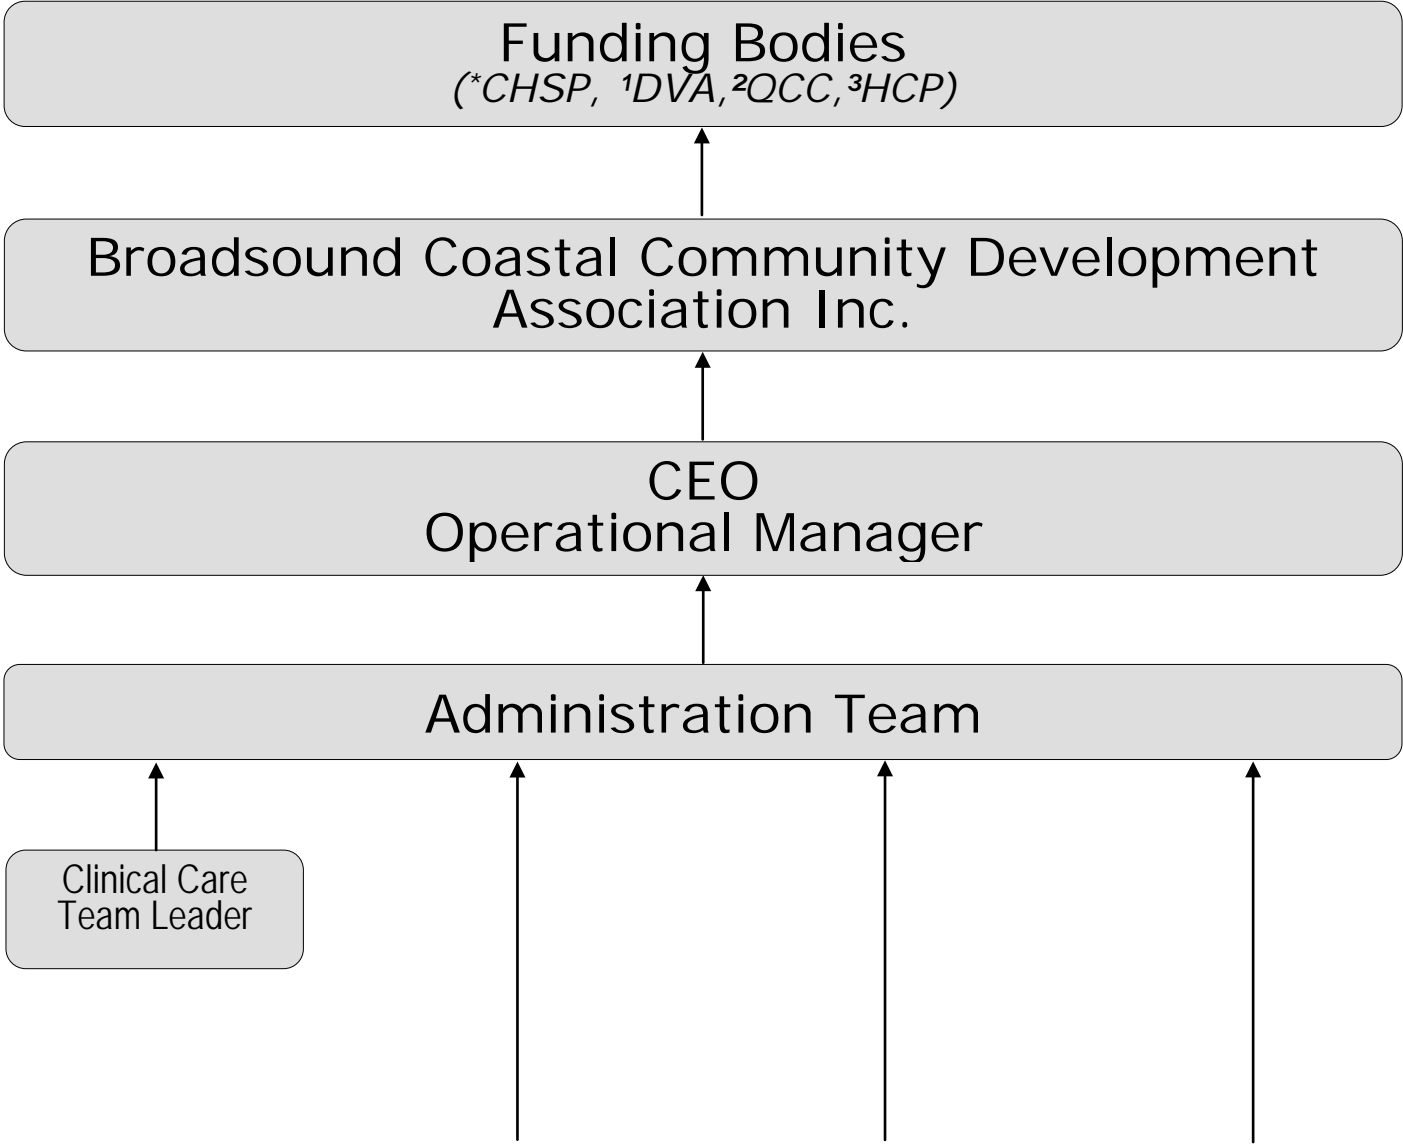 Funding Bodies
(*CHSP, ¹DVA,²QCC,³HCP)
Broadsound Coastal Community Development
Association Inc.
CEO
Operational Manager
Administration Team
Clinical Care
Team Leader